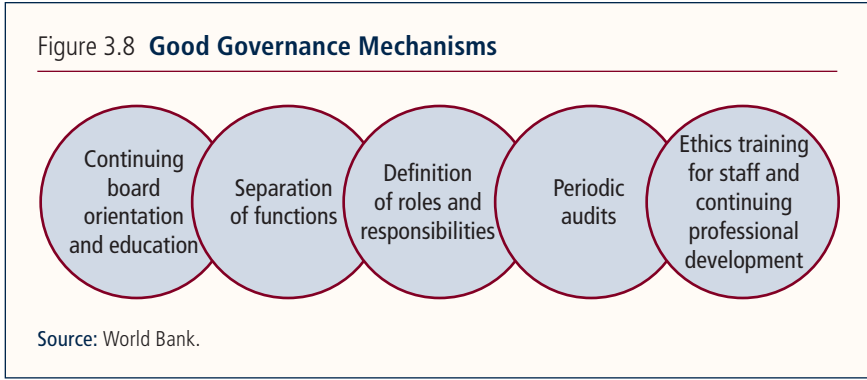 Figure 3.8 Good Governance Mechanisms
Continuing
board
orientation
and education
Separation
of functions
Definition
of roles and
responsibilities
Periodic
audits
Ethics training
for staff and
continuing
professional
development
Source: World Bank.